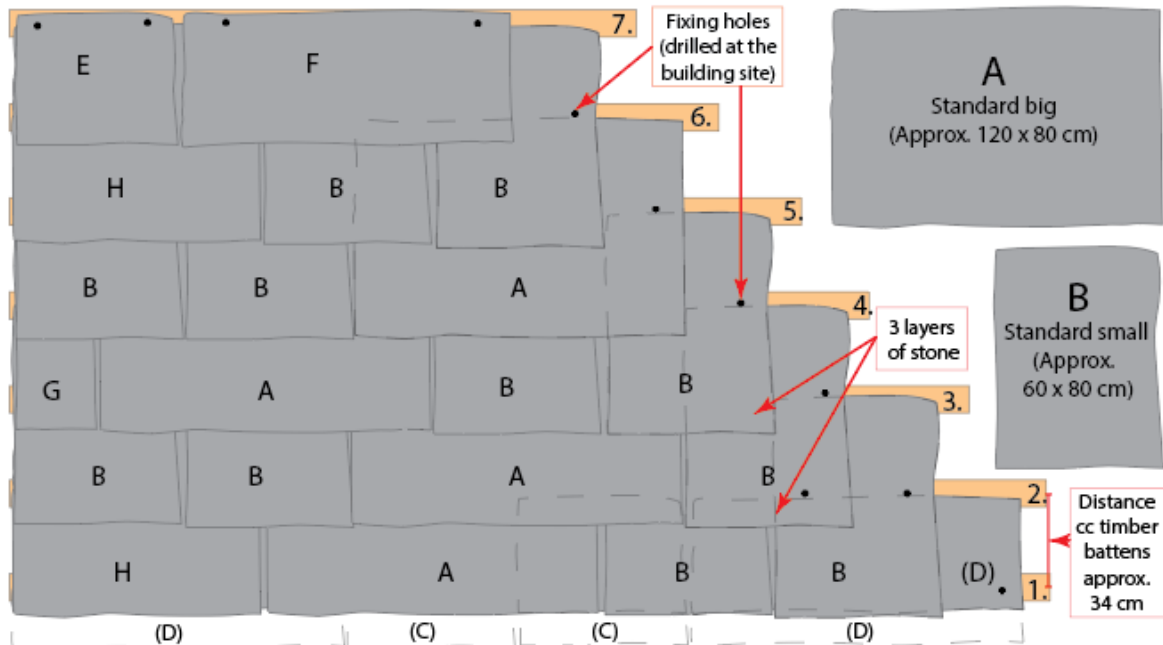 E
F
7.
Fixing holes
(drilled at the
building site)
A
Standard big
(Approx. 120 x 80 cm)
6.
H
B
B
5.
B
B
A
4.
B
Standard small
(Approx.
60 x 80 cm)
3 layers
of stone
G
A
B
B
3.
B
B
A
B
2.
Distance
cc timber
battens
approx.
34 cm
H
A
B
B
(D)
1.
(D)
(C)
(C)
(D)